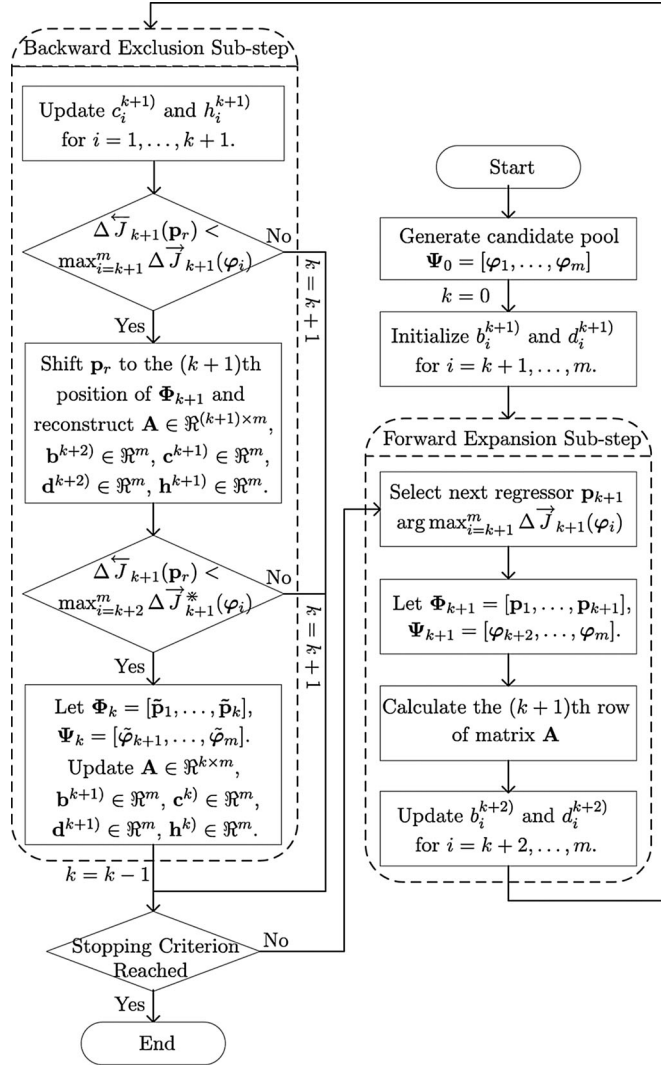 Backward Exclusion Sub-step
Update c_i^{k+1)} and h_i^{k+1)}
for i = 1, . . . , k + 1.
Δ\overleftarrow{J}_{k+1}(p_r) <
max_{i=k+1}^m Δ\overrightarrow{J}_{k+1}(φ_i)
No
k = k + 1
Yes
Shift p_r to the (k + 1)th
position of Φ_{k+1} and
reconstruct A ∈ ℜ^{(k+1)×m},
b^{k+2)} ∈ ℜ^m, c^{k+1)} ∈ ℜ^m,
d^{k+2)} ∈ ℜ^m, h^{k+1)} ∈ ℜ^m.
Δ\overleftarrow{J}_{k+1}(p_r) <
max_{i=k+2}^m Δ\overrightarrow{J}^※_{k+1}(φ_i)
No
k = k + 1
Yes
Let Φ_k = [p̃_1, . . . , p̃_k],
Ψ_k = [φ̃_{k+1}, . . . , φ̃_m].
Update A ∈ ℜ^{k×m},
b^{k+1)} ∈ ℜ^m, c^{k)} ∈ ℜ^m,
d^{k+1)} ∈ ℜ^m, h^{k)} ∈ ℜ^m.
k = k − 1
Stopping Criterion
Reached
No
Yes
End
Start
Generate candidate pool
Ψ_0 = [φ_1, . . . , φ_m]
k = 0
Initialize b_i^{k+1)} and d_i^{k+1)}
for i = k + 1, . . . , m.
Forward Expansion Sub-step
Select next regressor p_{k+1}
arg max_{i=k+1}^m Δ\overrightarrow{J}_{k+1}(φ_i)
Let Φ_{k+1} = [p_1, . . . , p_{k+1}],
Ψ_{k+1} = [φ_{k+2}, . . . , φ_m].
Calculate the (k + 1)th row
of matrix A
Update b_i^{k+2)} and d_i^{k+2)}
for i = k + 2, . . . , m.